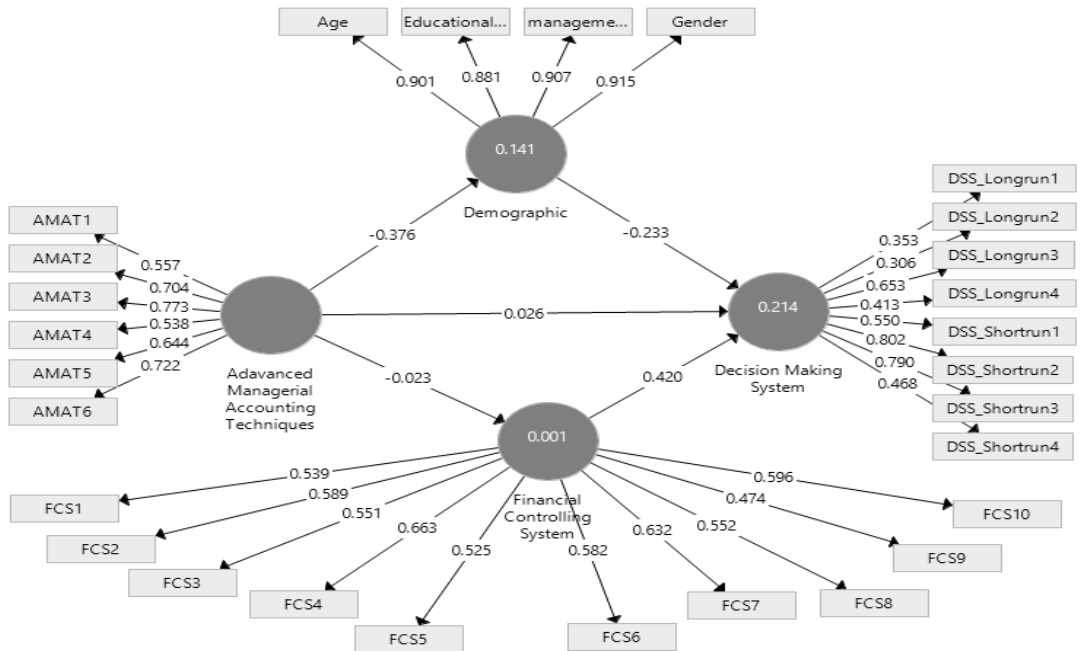 Age
Educational...
manageme...
Gender
0.901
0.881
0.907
0.915
0.141
Demographic
-0.376
-0.233
AMAT1
AMAT2
AMAT3
AMAT4
AMAT5
AMAT6
0.557
0.704
0.773
0.538
0.644
0.722
Adavanced
Managerial
Accounting
Techniques
0.026
-0.023
0.420
0.214
Decision Making
System
0.353
0.306
0.653
0.413
0.550
0.802
0.790
0.468
DSS_Longrun1
DSS_Longrun2
DSS_Longrun3
DSS_Longrun4
DSS_Shortrun1
DSS_Shortrun2
DSS_Shortrun3
DSS_Shortrun4
0.001
Financial
Controlling
System
0.539
0.589
0.551
0.663
0.525
0.582
0.632
0.552
0.474
0.596
FCS1
FCS2
FCS3
FCS4
FCS5
FCS6
FCS7
FCS8
FCS9
FCS10